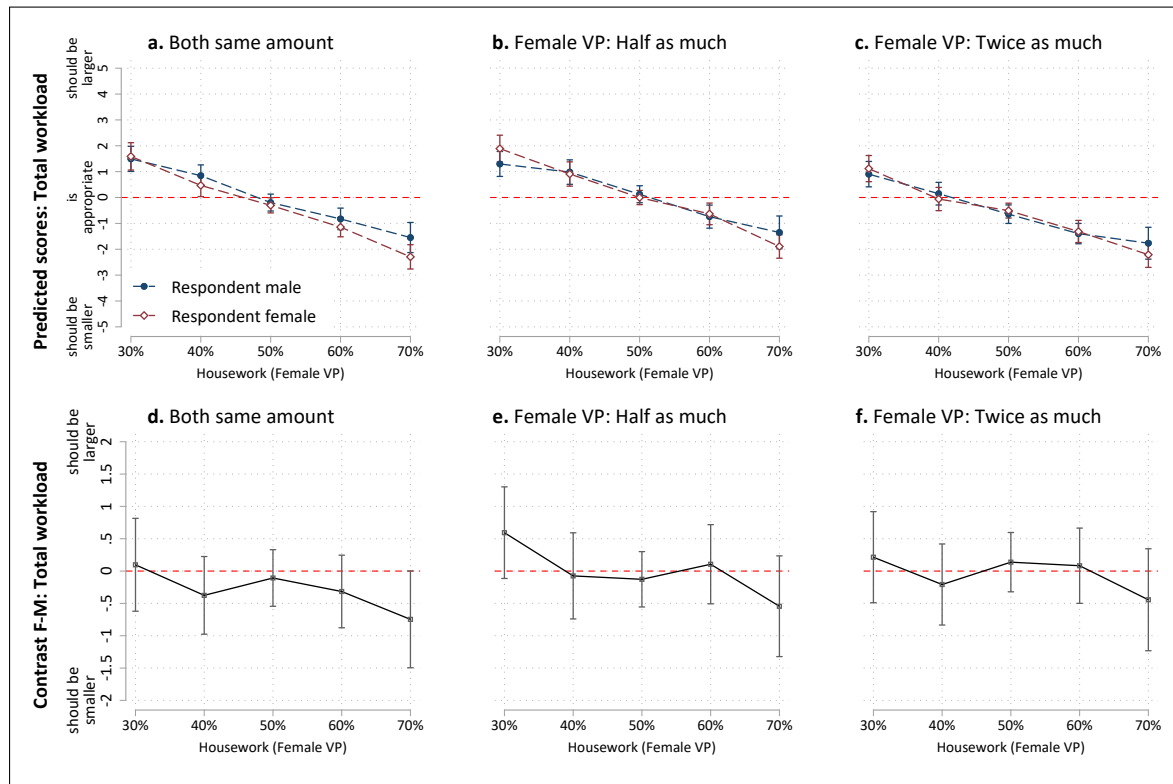 a. Both same amount
b. Female VP: Half as much
c. Female VP: Twice as much
Predicted scores: Total workload
should be
larger
is
appropriate
should be
smaller
5
4
3
2
1
0
-1
-2
-3
-4
-5
Respondent male
Respondent female
30% 40% 50% 60% 70%
Housework (Female VP)
30% 40% 50% 60% 70%
Housework (Female VP)
30% 40% 50% 60% 70%
Housework (Female VP)
d. Both same amount
e. Female VP: Half as much
f. Female VP: Twice as much
Contrast F-M: Total workload
should be
larger
should be
smaller
2
1.5
1
.5
0
-.5
-1
-1.5
-2
30% 40% 50% 60% 70%
Housework (Female VP)
30% 40% 50% 60% 70%
Housework (Female VP)
30% 40% 50% 60% 70%
Housework (Female VP)